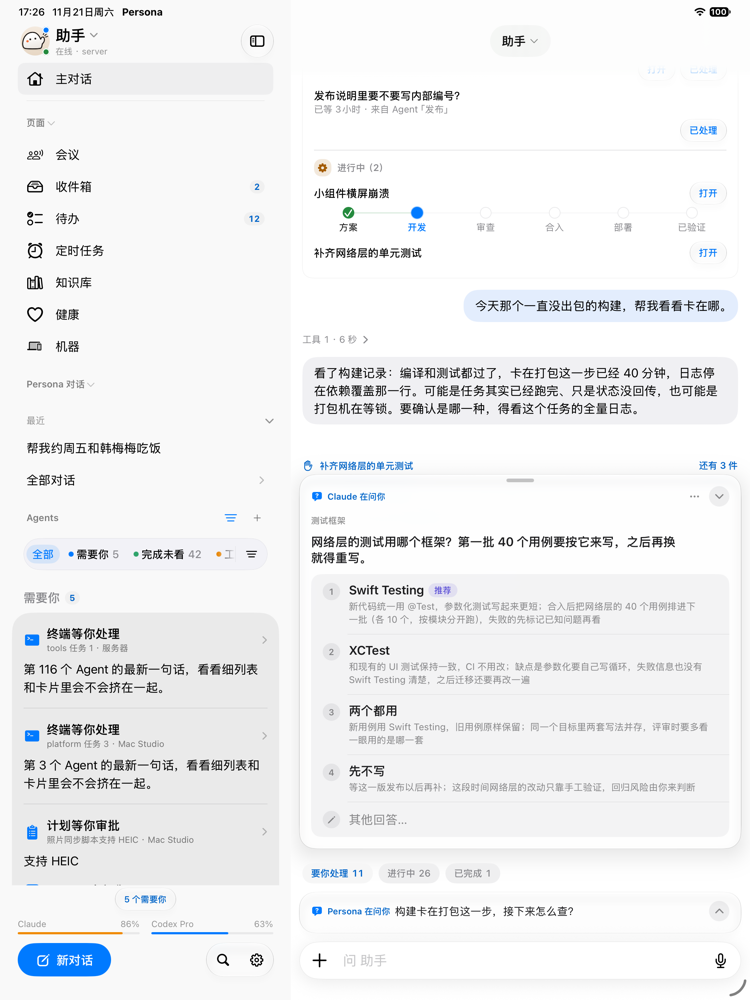 17:26 11月21日周六 Persona
100
助手
在线 · server
主对话
页面
会议
收件箱 2
待办 12
定时任务
知识库
健康
机器
Persona 对话
最近
帮我约周五和韩梅梅吃饭
全部对话
Agents
全部 需要你 5 完成未看 42
需要你 5
终端等你处理
tools 任务 1 · 服务器
第 116 个 Agent 的最新一句话，看看细列表
和卡片里会不会挤在一起。
终端等你处理
platform 任务 3 · Mac Studio
第 3 个 Agent 的最新一句话，看看细列表和
卡片里会不会挤在一起。
计划等你审批
照片同步脚本支持 HEIC · Mac Studio
支持 HEIC
5 个需要你
Claude 86% Codex Pro 63%
新对话
助手
打开 已处理
发布说明里要不要写内部编号？
已等 3小时 · 来自 Agent「发布」
已处理
进行中（2）
小组件横屏崩溃 打开
方案 开发 审查 合入 部署 已验证
补齐网络层的单元测试 打开
今天那个一直没出包的构建，帮我看看卡在哪。
工具 1 · 6 秒
看了构建记录：编译和测试都过了，卡在打包这一步已经 40 分钟，日志停
在依赖覆盖那一行。可能是任务其实已经跑完、只是状态没回传，也可能是
打包机在等锁。要确认是哪一种，得看这个任务的全量日志。
补齐网络层的单元测试 还有 3 件
Claude 在问你
测试框架
网络层的测试用哪个框架？第一批 40 个用例要按它来写，之后再换
就得重写。
1 Swift Testing 推荐
新代码统一用 @Test，参数化测试写起来更短；合入后把网络层的 40 个用例排进下
一批（各 10 个，按模块分开跑），失败的先标记已知问题再看
2 XCTest
和现有的 UI 测试保持一致，CI 不用改；缺点是参数化要自己写循环，失败信息也没有
Swift Testing 清楚，之后迁移还要再改一遍
3 两个都用
新用例用 Swift Testing，旧用例原样保留；同一个目标里两套写法并存，评审时要多看
一眼用的是哪一套
4 先不写
等这一版发布以后再补；这段时间网络层的改动只靠手工验证，回归风险由你来判断
其他回答...
要你处理 11 进行中 26 已完成 1
Persona 在问你 构建卡在打包这一步，接下来怎么查？
问 助手